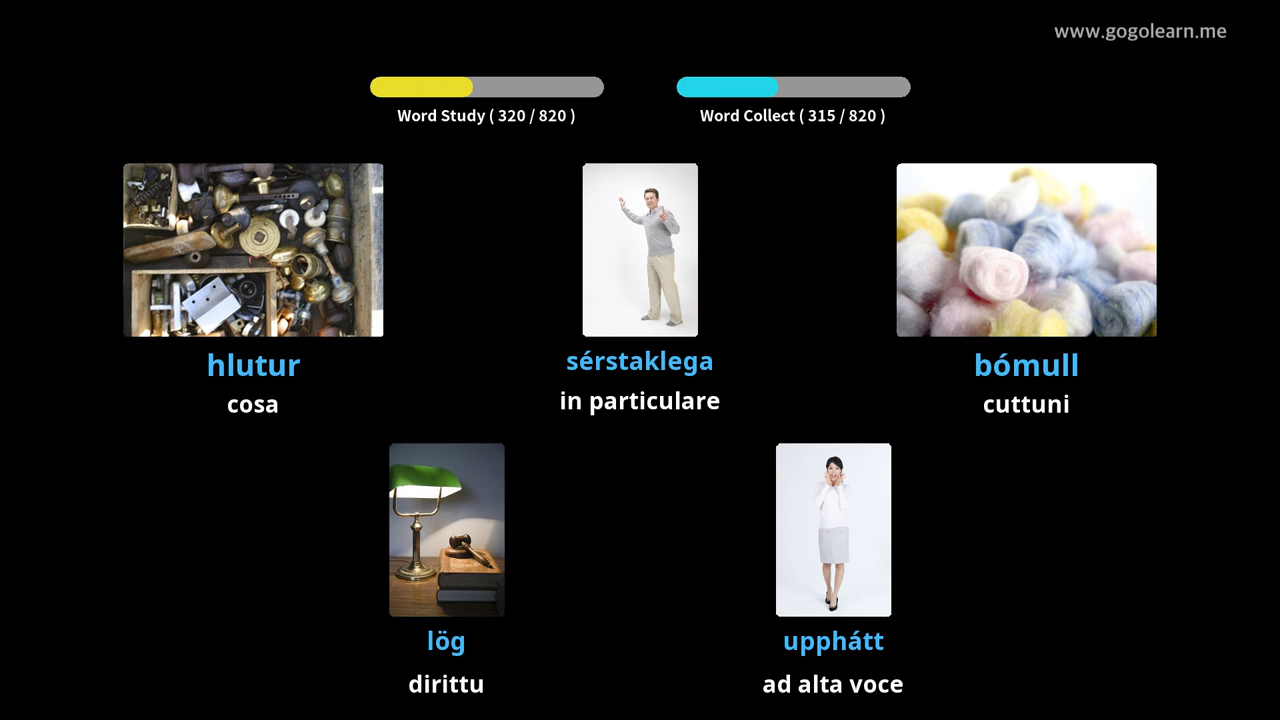 www.gogolearn.me
Word Study ( 320 / 820 )
Word Collect ( 315 / 820 )
hlutur
cosa
sérstaklega
in particulare
bómull
cuttuni
lög
dirittu
upphátt
ad alta voce